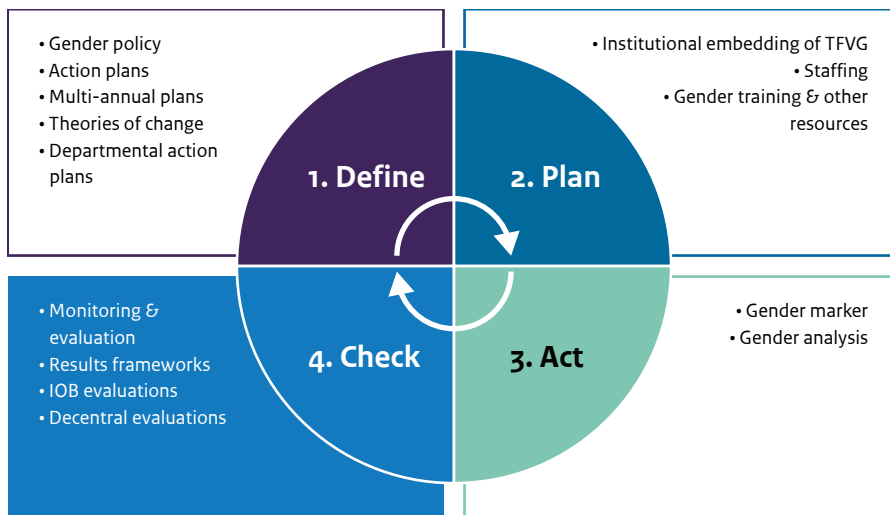 • Gender policy
• Action plans
• Multi-annual plans
• Theories of change
• Departmental action
plans
• Institutional embedding of TFVG
• Staffing
• Gender training & other
resources
1. Define
2. Plan
• Monitoring &
evaluation
• Results frameworks
• IOB evaluations
• Decentral evaluations
4. Check
3. Act
• Gender marker
• Gender analysis